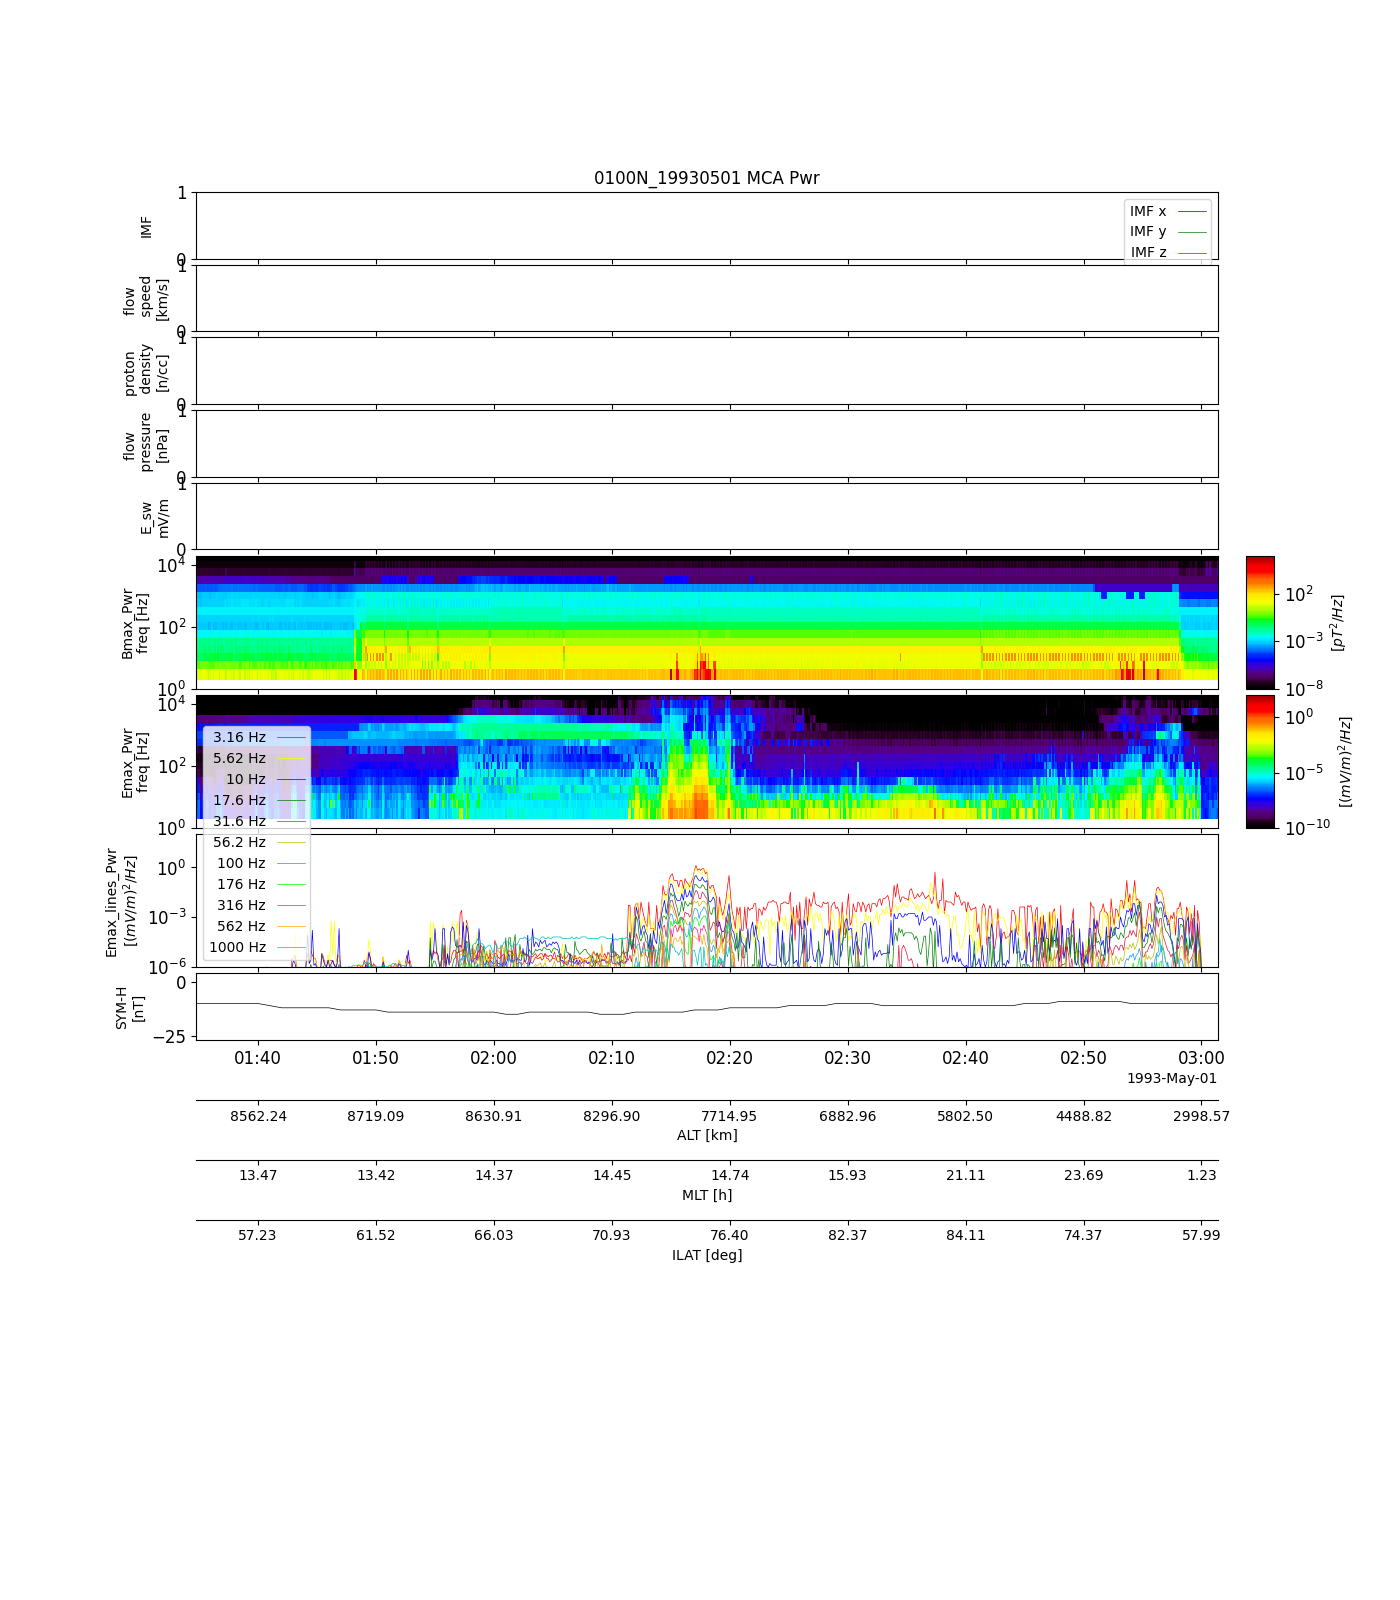 0100N_19930501 MCA Pwr
1
IMF
0
IMF x
IMF y
IMF z
1
flow
speed
[km/s]
0
1
proton
density
[n/cc]
0
1
flow
pressure
[nPa]
0
1
E_sw
mV/m
0
10^4
10^2
10^0
Bmax_Pwr
freq [Hz]
10^2
10^-3
10^-8
[pT^2/Hz]
10^4
10^2
10^0
Emax_Pwr
freq [Hz]
10^0
10^-5
10^-10
[(mV/m)^2/Hz]
3.16 Hz
5.62 Hz
10 Hz
17.6 Hz
31.6 Hz
56.2 Hz
100 Hz
176 Hz
316 Hz
562 Hz
1000 Hz
10^0
10^-3
10^-6
Emax_lines_Pwr
[(mV/m)^2/Hz]
0
−25
SYM-H
[nT]
01:40 01:50 02:00 02:10 02:20 02:30 02:40 02:50 03:00
1993-May-01
8562.24 8719.09 8630.91 8296.90 7714.95 6882.96 5802.50 4488.82 2998.57
ALT [km]
13.47 13.42 14.37 14.45 14.74 15.93 21.11 23.69 1.23
MLT [h]
57.23 61.52 66.03 70.93 76.40 82.37 84.11 74.37 57.99
ILAT [deg]